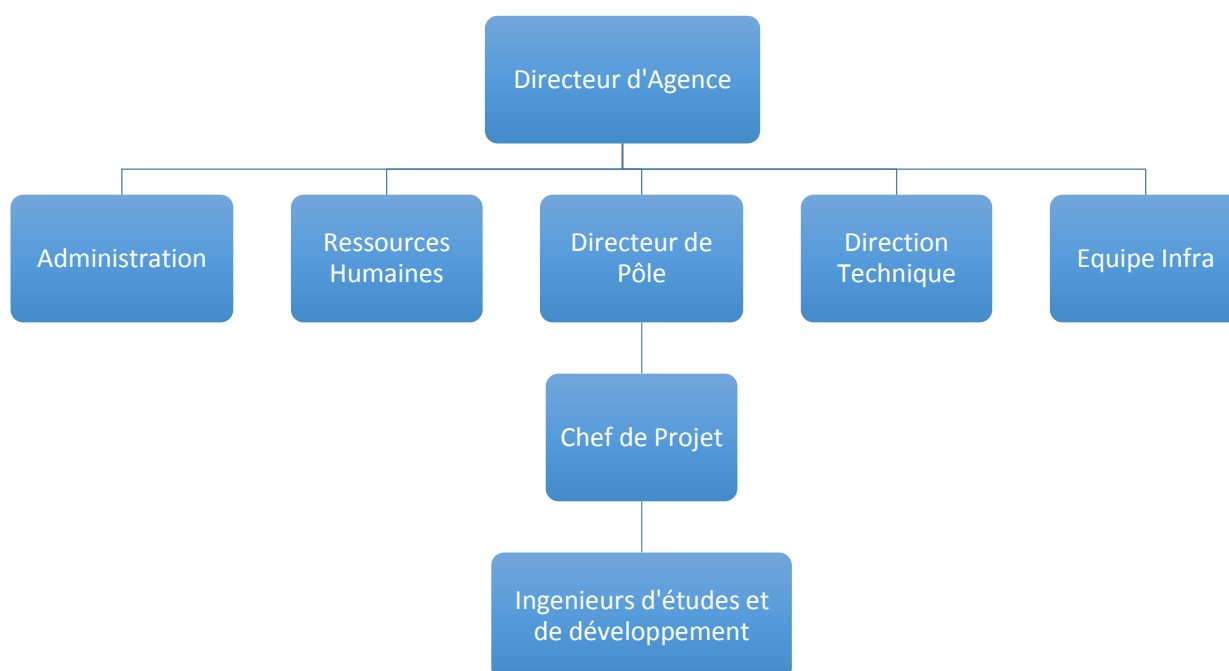 Directeur d'Agence
Administration
Ressources
Humaines
Directeur de
Pôle
Direction
Technique
Equipe Infra
Chef de Projet
Ingenieurs d'études et
de développement